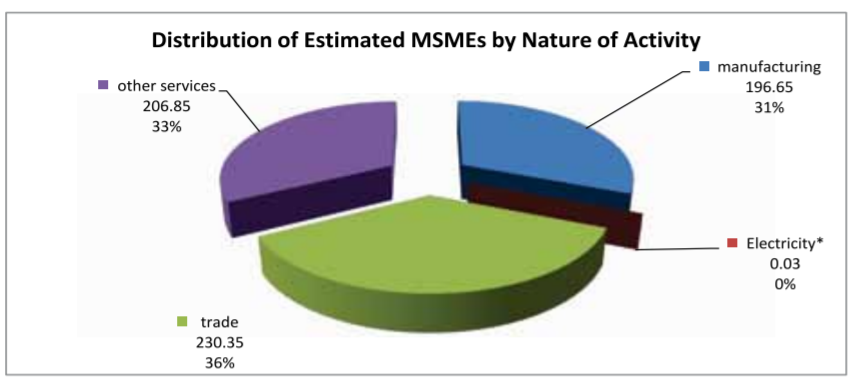 Distribution of Estimated MSMEs by Nature of Activity
manufacturing
196.65
31%
other services
206.85
33%
Electricity*
0.03
0%
trade
230.35
36%